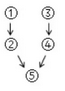 ① ③
② ④
⑤